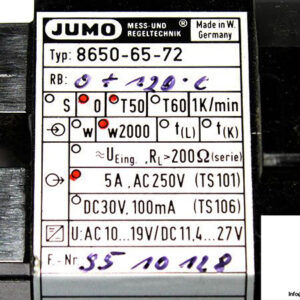 JUMO MESS- UND REGELTECHNIK Made in W. Germany
Typ: 8650-65-72
RB: 0 + 120 °C
S 0 T50 T60 1K/min
w w2000 t(L) t(K)
≈U Eing., RL>200Ω(serie)
5A, AC250V (TS101)
DC30V, 100mA (TS106)
U: AC 10...19V/DC 11,4...27V
F.-Nr. 95 10 128